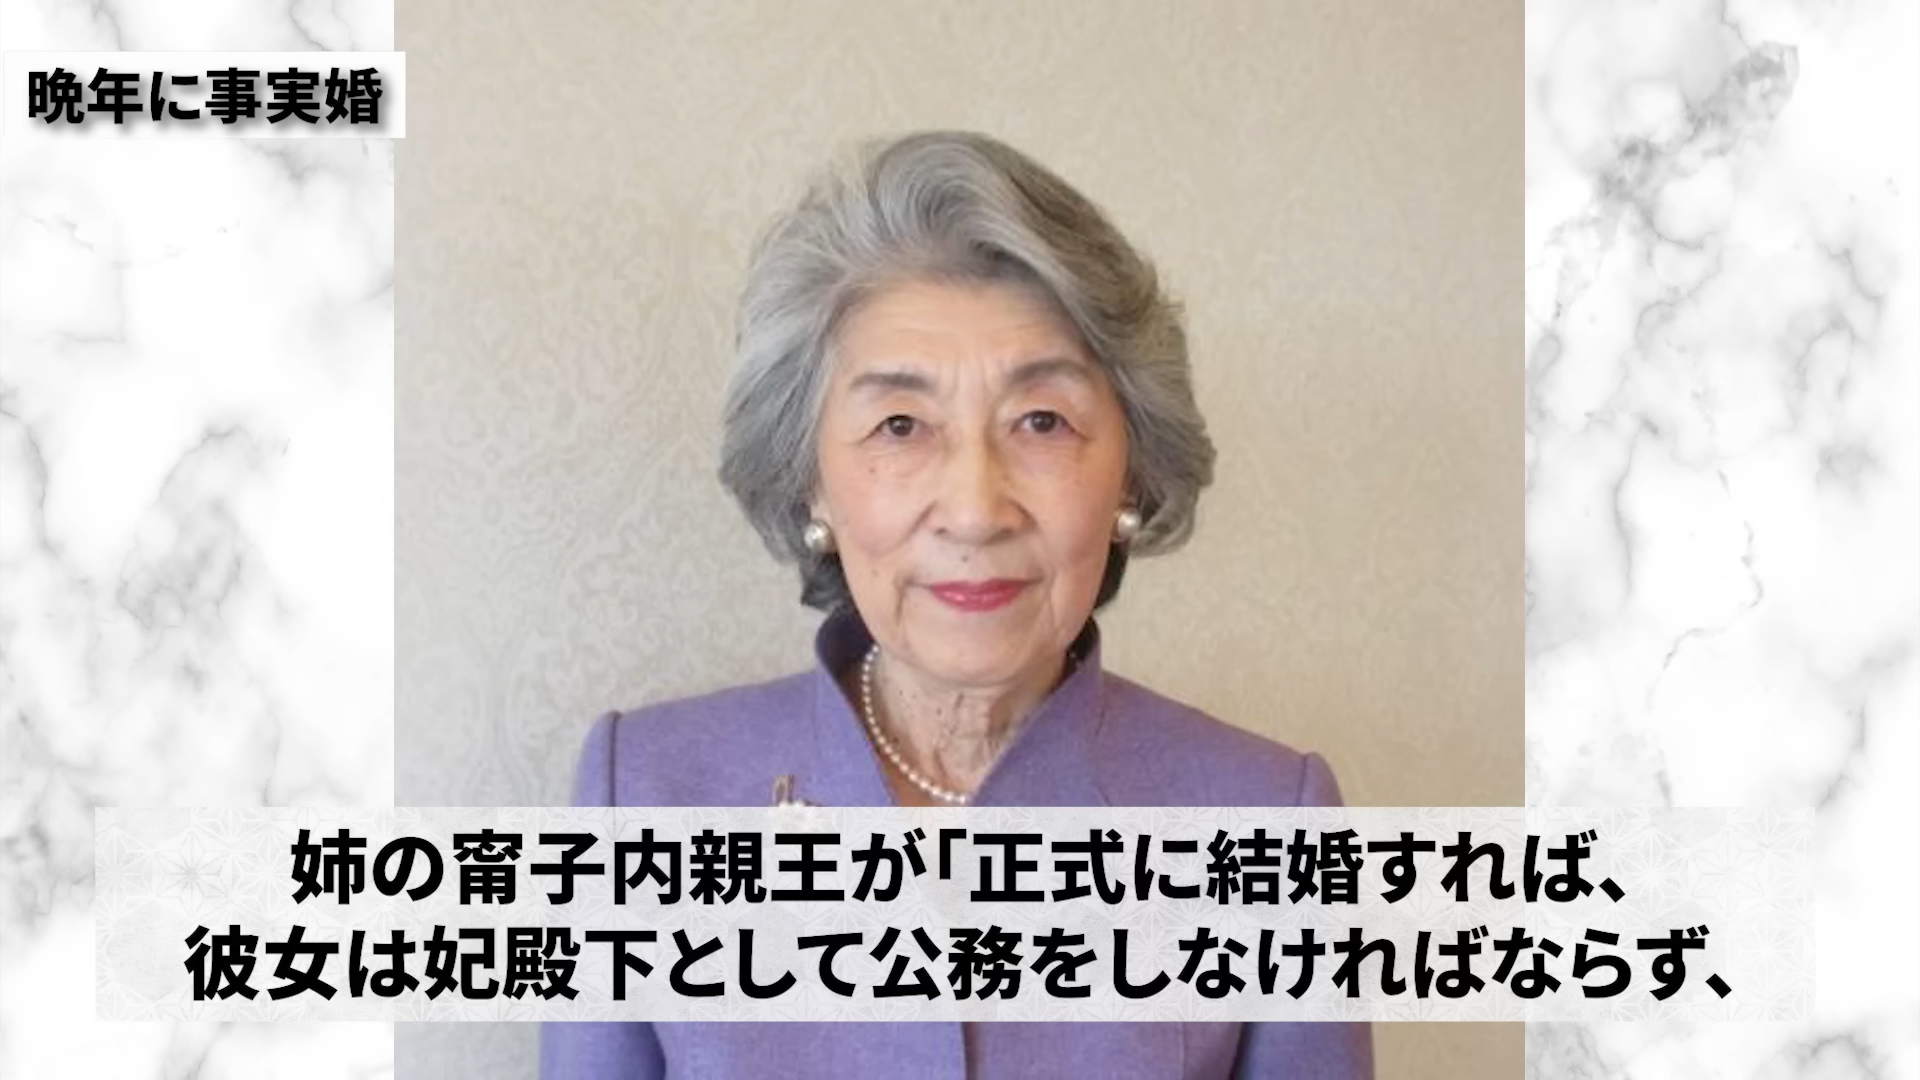 晩年に事実婚
姉の甯子内親王が「正式に結婚すれば、
彼女は妃殿下として公務をしなければならず、